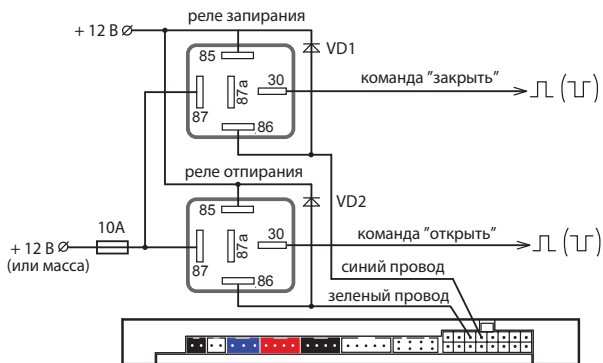 реле запирания
+ 12 В
85
VD1
30
87a
87
86
команда "закрыть"
( )
реле отпирания
85
VD2
10А
30
87a
87
86
команда "открыть"
( )
+ 12 В
(или масса)
синий провод
зеленый провод